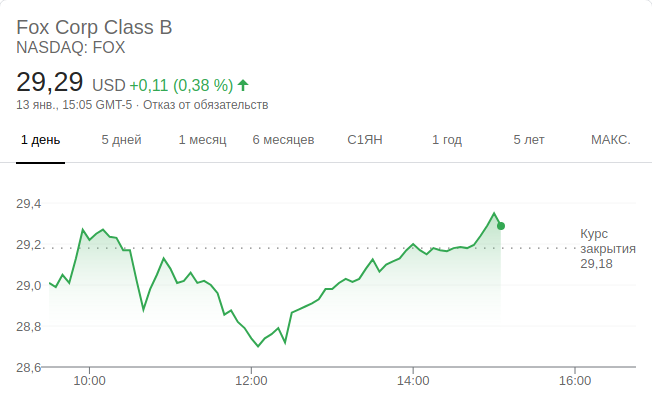 Fox Corp Class B
NASDAQ: FOX
29,29 USD +0,11 (0,38 %)
13 янв., 15:05 GMT-5 · Отказ от обязательств
1 день 5 дней 1 месяц 6 месяцев С1ЯН 1 год 5 лет МАКС.
29,4
29,2
29,0
28,8
28,6
Курс
закрытия
29,18
10:00 12:00 14:00 16:00